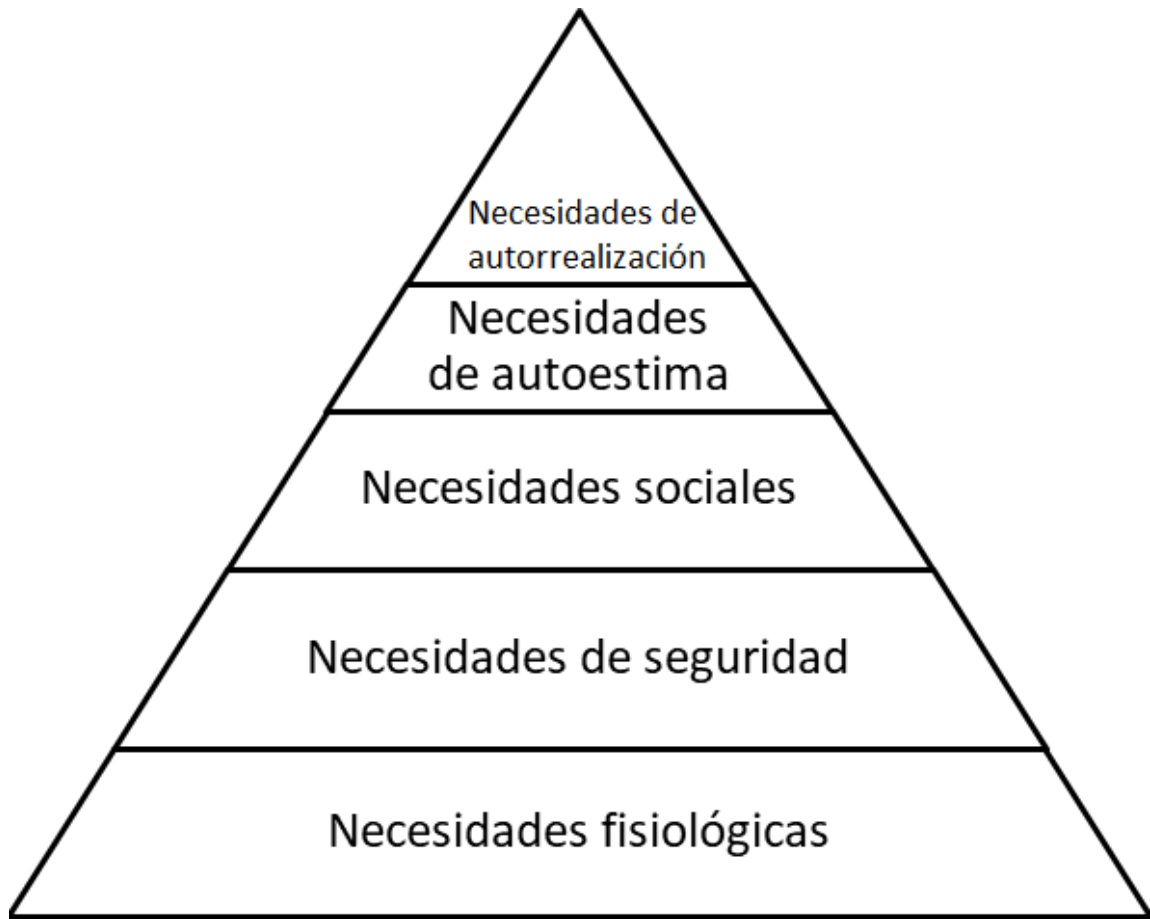 Necesidades de
autorrealización
Necesidades
de autoestima
Necesidades sociales
Necesidades de seguridad
Necesidades fisiológicas